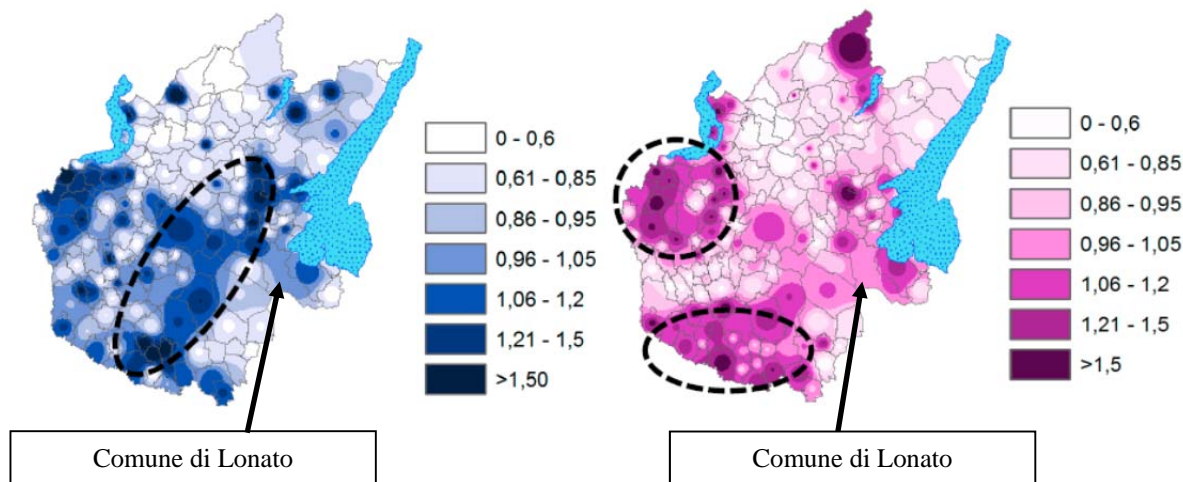 0 - 0,6
0,61 - 0,85
0,86 - 0,95
0,96 - 1,05
1,06 - 1,2
1,21 - 1,5
>1,50
Comune di Lonato
0 - 0,6
0,61 - 0,85
0,86 - 0,95
0,96 - 1,05
1,06 - 1,2
1,21 - 1,5
>1,5
Comune di Lonato